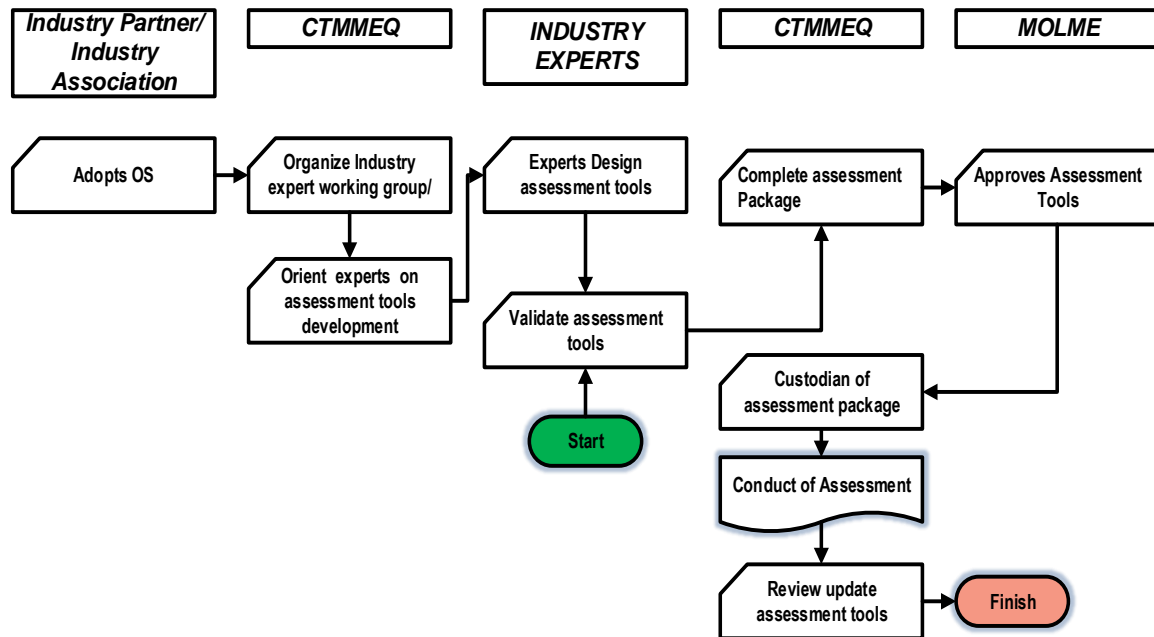 Industry Partner/
Industry
Association
CTMMEQ
INDUSTRY
EXPERTS
CTMMEQ
MOLME
Adopts OS
Organize Industry
expert working group/
Experts Design
assessment tools
Complete assessment
Package
Approves Assessment
Tools
Orient experts on
assessment tools
development
Validate assessment
tools
Custodian of
assessment package
Start
Conduct of Assessment
Review update
assessment tools
Finish